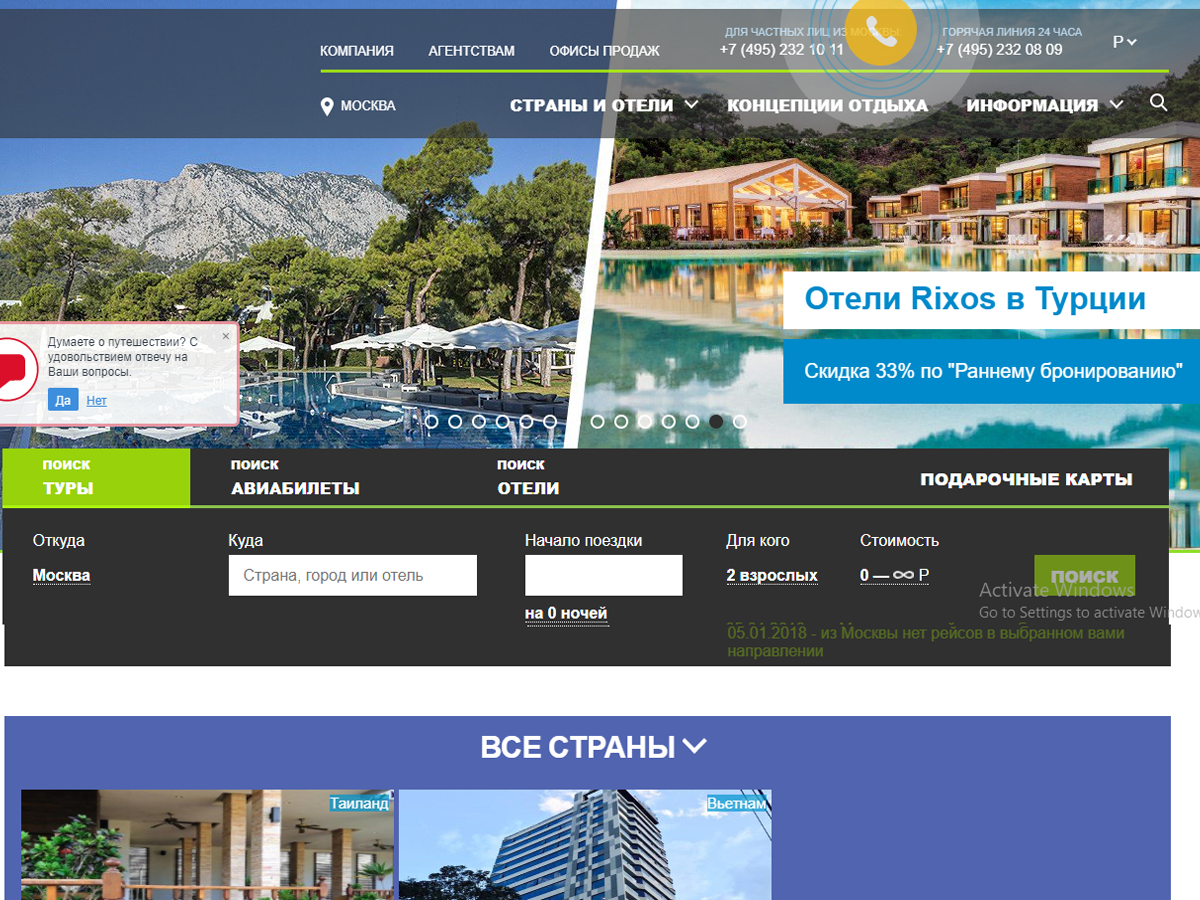 ДЛЯ ЧАСТНЫХ ЛИЦ ИЗ МОСКВЫ:
ГОРЯЧАЯ ЛИНИЯ 24 ЧАСА
КОМПАНИЯ
АГЕНТСТВАМ
ОФИСЫ ПРОДАЖ
+7 (495) 232 10 11
+7 (495) 232 08 09
Р
МОСКВА
СТРАНЫ И ОТЕЛИ
КОНЦЕПЦИИ ОТДЫХА
ИНФОРМАЦИЯ
Отели Rixos в Турции
Скидка 33% по "Раннему бронированию"
Думаете о путешествии? С
удовольствием отвечу на
Ваши вопросы.
Да Нет
ПОИСК
ТУРЫ
ПОИСК
АВИАБИЛЕТЫ
ПОИСК
ОТЕЛИ
ПОДАРОЧНЫЕ КАРТЫ
Откуда
Москва
Куда
Страна, город или отель
Начало поездки
на 0 ночей
Для кого
2 взрослых
Стоимость
0 — ∞ Р
ПОИСК
Activate Windows
Go to Settings to activate Window
05.01.2018 - из Москвы нет рейсов в выбранном вами
направлении
ВСЕ СТРАНЫ
Таиланд
Вьетнам